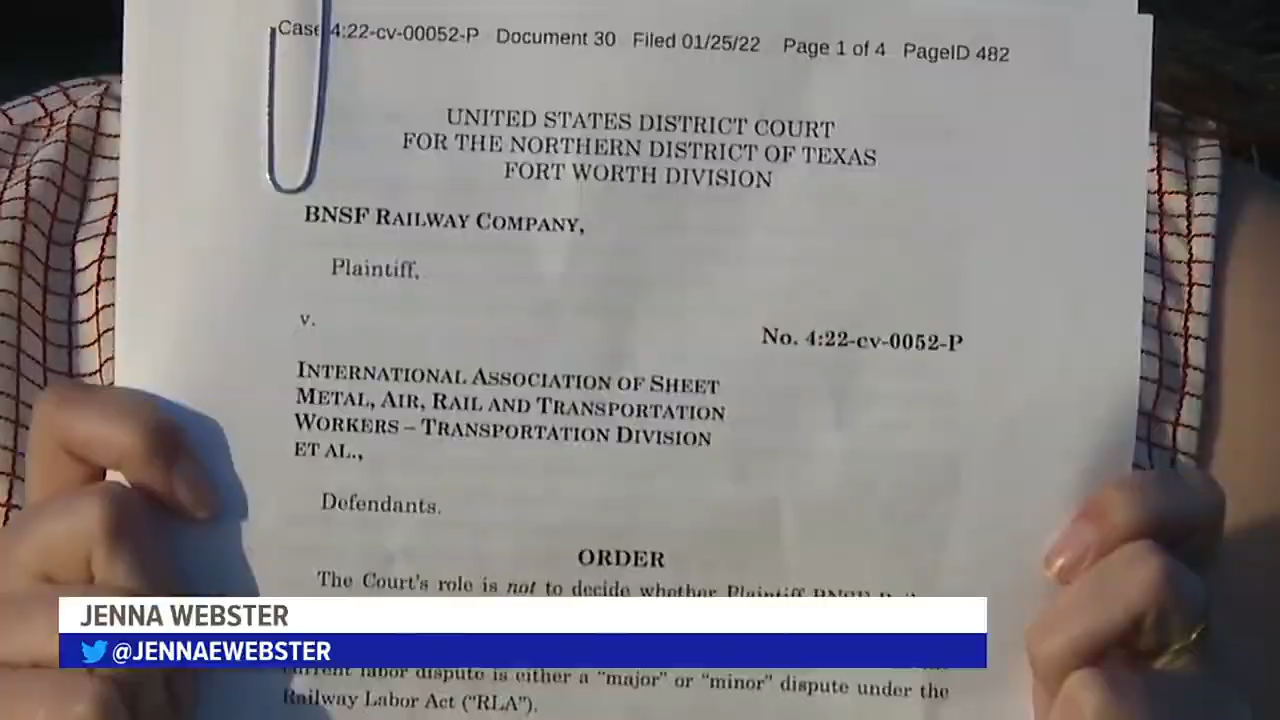 Case 4:22-cv-00052-P Document 30 Filed 01/25/22 Page 1 of 4 PageID 482
UNITED STATES DISTRICT COURT
FOR THE NORTHERN DISTRICT OF TEXAS
FORT WORTH DIVISION
BNSF RAILWAY COMPANY,
Plaintiff,
v.
No. 4:22-cv-0052-P
INTERNATIONAL ASSOCIATION OF SHEET
METAL, AIR, RAIL AND TRANSPORTATION
WORKERS – TRANSPORTATION DIVISION
ET AL.,
Defendants.
ORDER
The Court's role is not to decide whether Plaintiff BNSF
JENNA WEBSTER
@JENNAEWEBSTER
current labor dispute is either a "major" or "minor" dispute under the
Railway Labor Act ("RLA").